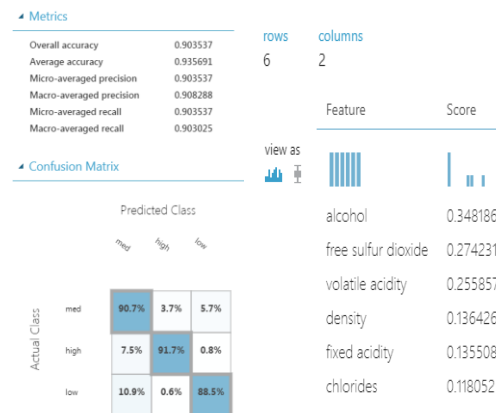 Metrics
Overall accuracy 0.903537
Average accuracy 0.935691
Micro-averaged precision 0.903537
Macro-averaged precision 0.908288
Micro-averaged recall 0.903537
Macro-averaged recall 0.903025
Confusion Matrix
Predicted Class
med high low
Actual Class
med 90.7% 3.7% 5.7%
high 7.5% 91.7% 0.8%
low 10.9% 0.6% 88.5%
rows columns
6 2
Feature Score
view as
alcohol 0.348186
free sulfur dioxide 0.274231
volatile acidity 0.255857
density 0.136426
fixed acidity 0.135508
chlorides 0.118052